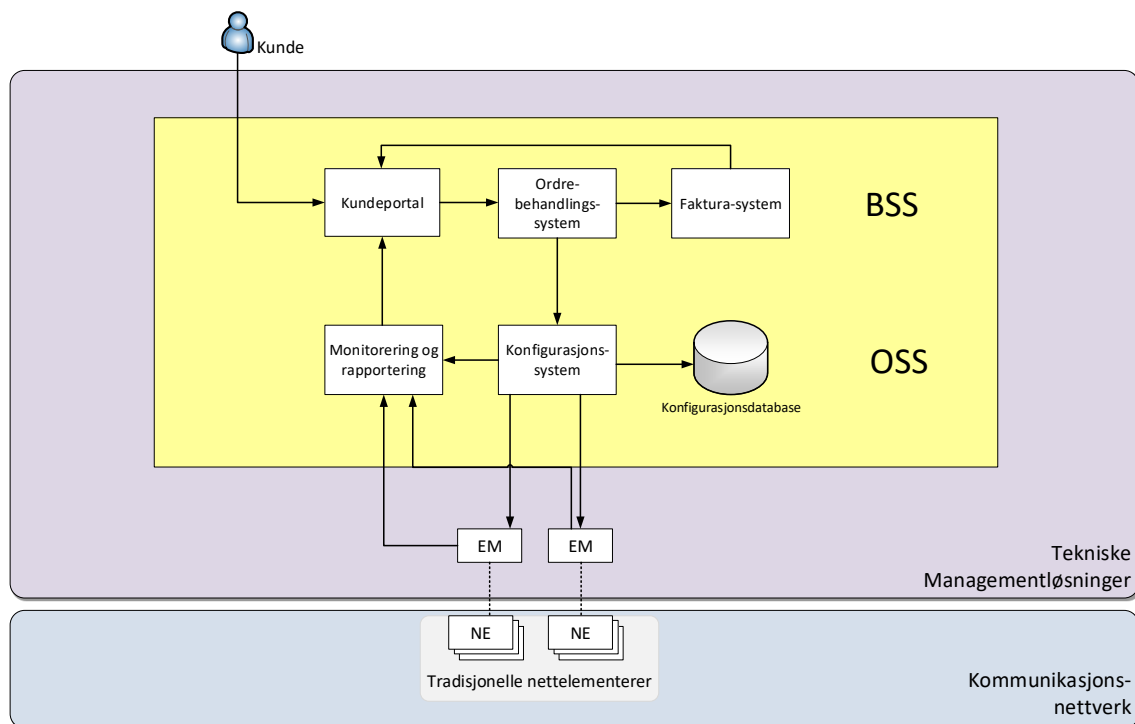 Kunde
Kundeportal
Ordre-
behandlings-
system
Faktura-system
BSS
Monitorering og
rapportering
Konfigurasjons-
system
OSS
Konfigurasjonsdatabase
EM
EM
Tekniske
Managementløsninger
NE
NE
Tradisjonelle nettelementerer
Kommunikasjons-
nettverk